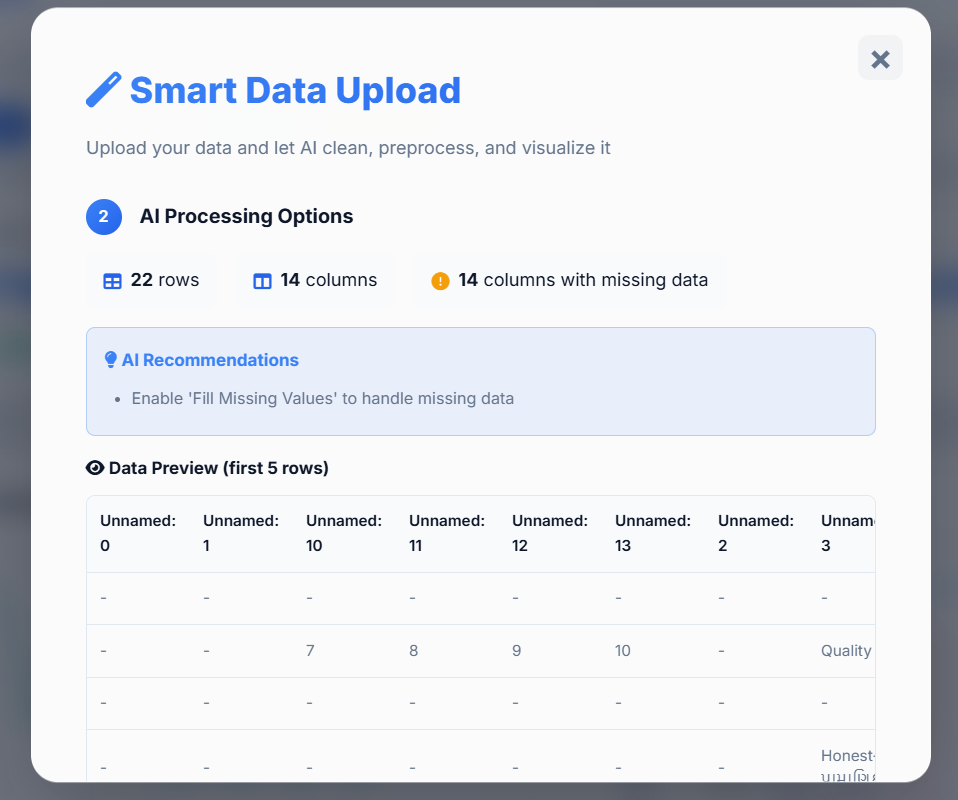 Smart Data Upload
Upload your data and let AI clean, preprocess, and visualize it
2 AI Processing Options
22 rows 14 columns 14 columns with missing data
AI Recommendations
• Enable 'Fill Missing Values' to handle missing data
Data Preview (first 5 rows)
Unnamed: 0 Unnamed: 1 Unnamed: 10 Unnamed: 11 Unnamed: 12 Unnamed: 13 Unnamed: 2 Unnam 3
- - - - - - - -
- - 7 8 9 10 - Quality
- - - - - - - -
- - - - - - - Honest-